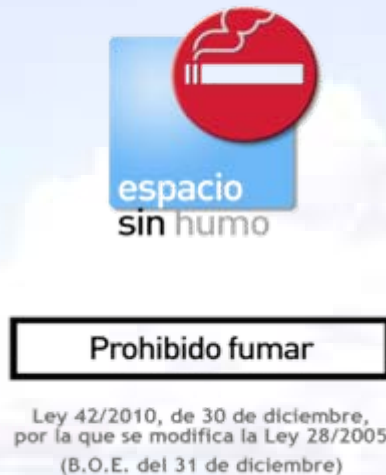 espacio
sin humo
Prohibido fumar
Ley 42/2010, de 30 de diciembre,
por la que se modifica la Ley 28/2005
(B.O.E. del 31 de diciembre)